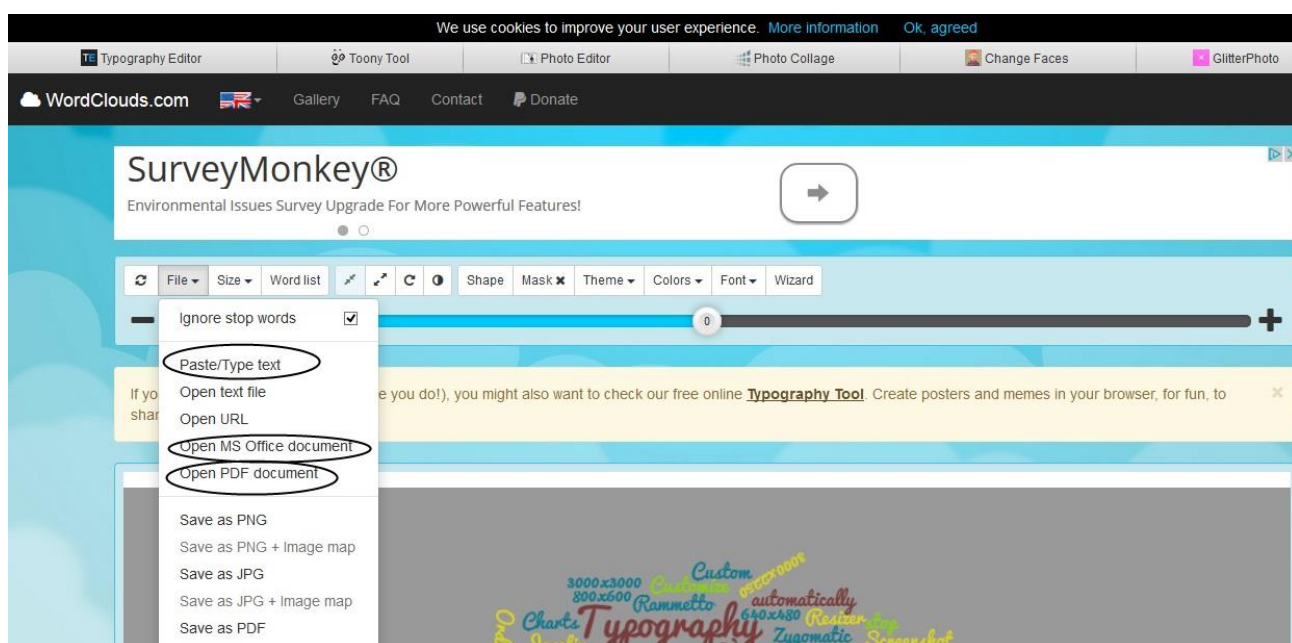 We use cookies to improve your user experience. More information Ok, agreed
TE Typography Editor Toony Tool Photo Editor Photo Collage Change Faces GlitterPhoto
WordClouds.com Gallery FAQ Contact Donate
SurveyMonkey®
Environmental Issues Survey Upgrade For More Powerful Features!
File Size Word list Shape Mask Theme Colors Font Wizard
Ignore stop words
0
Paste/Type text
Open text file
Open URL
Open MS Office document
Open PDF document
If yo e you do!), you might also want to check our free online Typography Tool. Create posters and memes in your browser, for fun, to
shar
Save as PNG
Save as PNG + Image map
Save as JPG
Save as JPG + Image map
Save as PDF
Custom
3000x3000 Customize
800x600 Rammetto automatically
640x480 Resizer stop
Charts Typography Zygomatic Screenshot